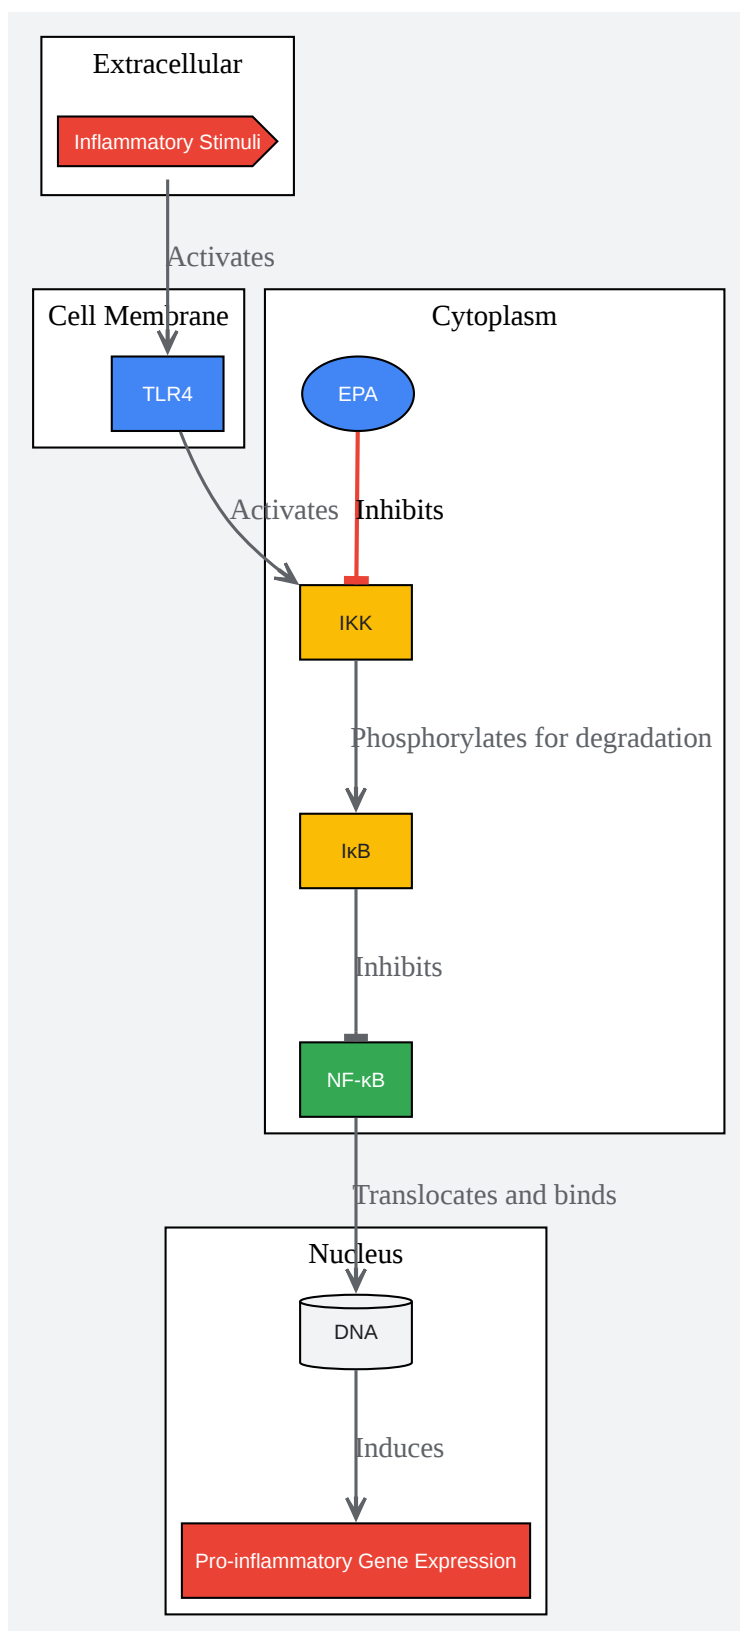 Extracellular
Inflammatory Stimuli
Activates
Cell Membrane
Cytoplasm
TLR4
EPA
Activates
Inhibits
IKK
Phosphorylates for degradation
IκB
Inhibits
NF-κB
Translocates and binds
Nucleus
DNA
Induces
Pro-inflammatory Gene Expression